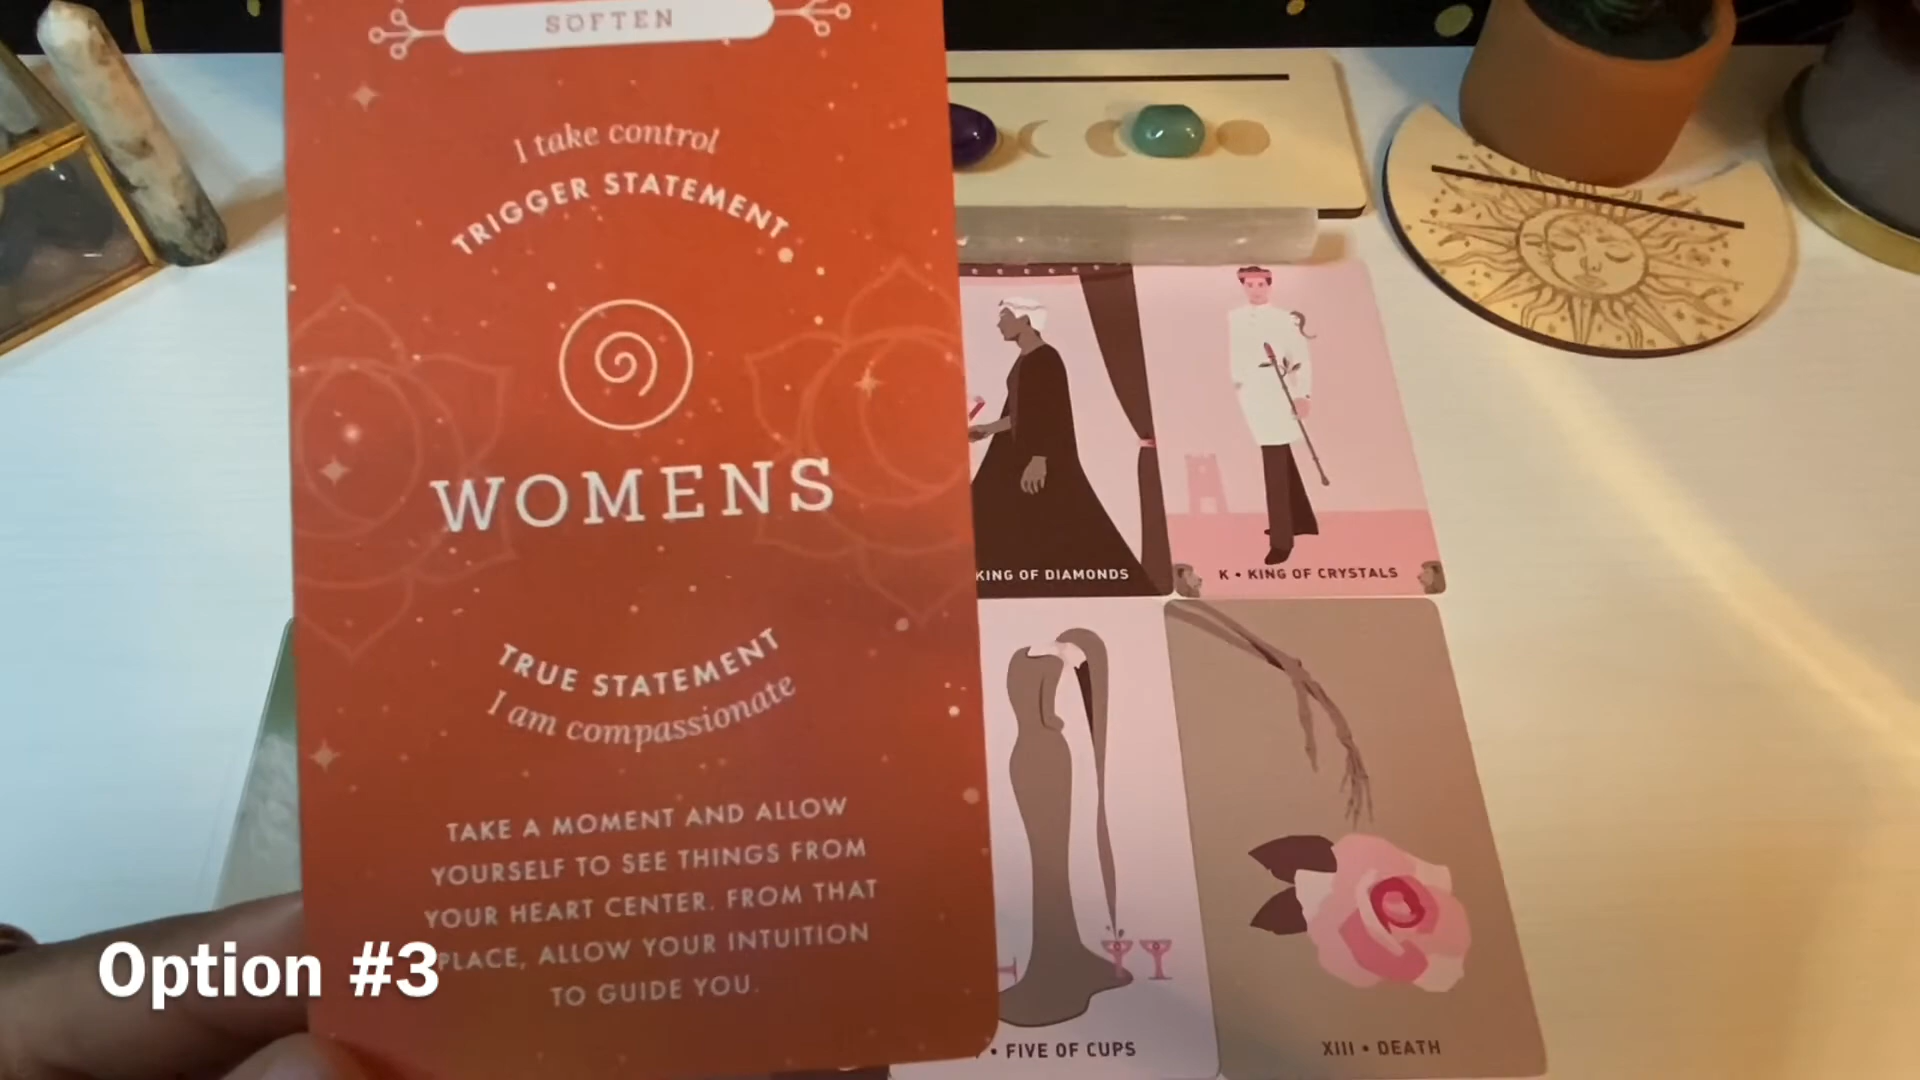 SOFTEN
I take control
TRIGGER STATEMENT
WOMENS
TRUE STATEMENT
I am compassionate
TAKE A MOMENT AND ALLOW
YOURSELF TO SEE THINGS FROM
YOUR HEART CENTER. FROM THAT
PLACE, ALLOW YOUR INTUITION
TO GUIDE YOU.
KING OF DIAMONDS
K • KING OF CRYSTALS
• FIVE OF CUPS
XIII • DEATH
Option #3